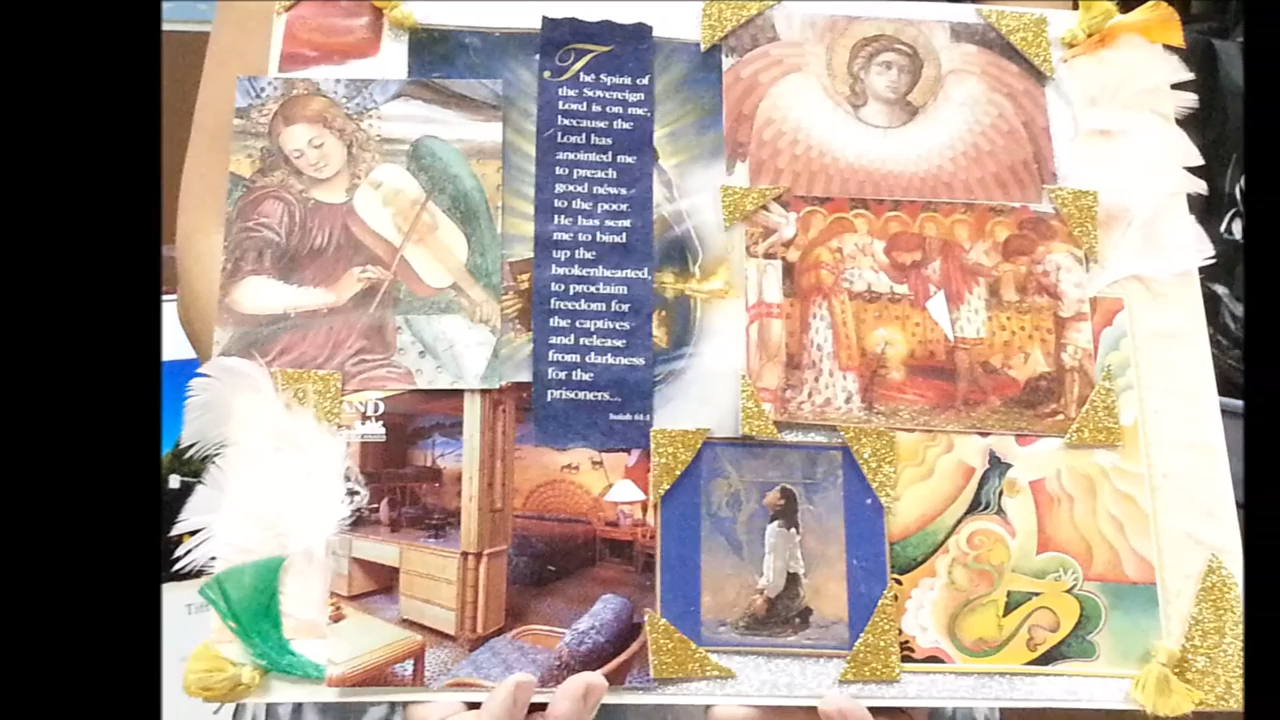 The Spirit of
the Sovereign
Lord is on me,
because the
Lord has
anointed me
to preach
good news
to the poor.
He has sent
me to bind
up the
brokenhearted,
to proclaim
freedom for
the captives
and release
from darkness
for the
prisoners...
Isaiah 61:1
AND